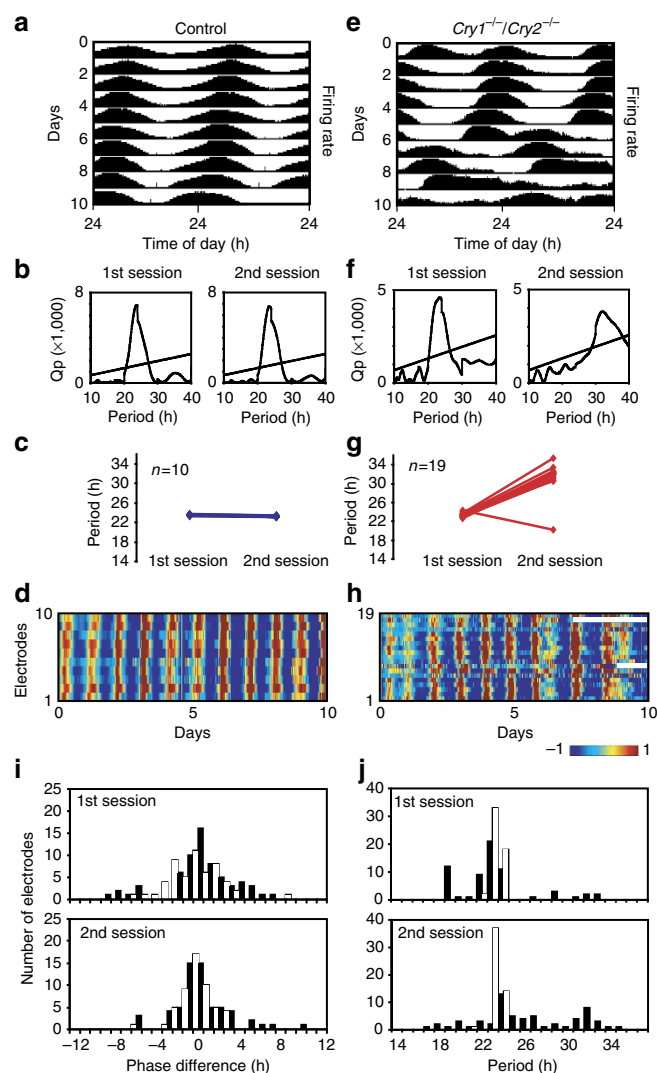 a
Control
0
2
4
6
8
10
Days
Firing rate
24
24
24
Time of day (h)
e
Cry1−/−/Cry2−/−
0
2
4
6
8
10
Days
Firing rate
24
24
24
Time of day (h)
b
1st session
2nd session
8
8
0
0
Qp (×1,000)
10 20 30 40
10 20 30 40
Period (h)
Period (h)
f
1st session
2nd session
5
5
0
0
Qp (×1,000)
10 20 30 40
10 20 30 40
Period (h)
Period (h)
c
34
30
26
22
18
14
Period (h)
n=10
1st session
2nd session
g
34
30
26
22
18
14
Period (h)
n=19
1st session
2nd session
d
10
1
Electrodes
0 5 10
Days
h
19
1
0 5 10
Days
−1
1
i
25
20
15
10
5
0
1st session
25
20
15
10
5
0
2nd session
Number of electrodes
−12 −8 −4 0 4 8 12
Phase difference (h)
j
40
30
20
10
0
1st session
40
30
20
10
0
2nd session
14 18 22 26 30 34
Period (h)